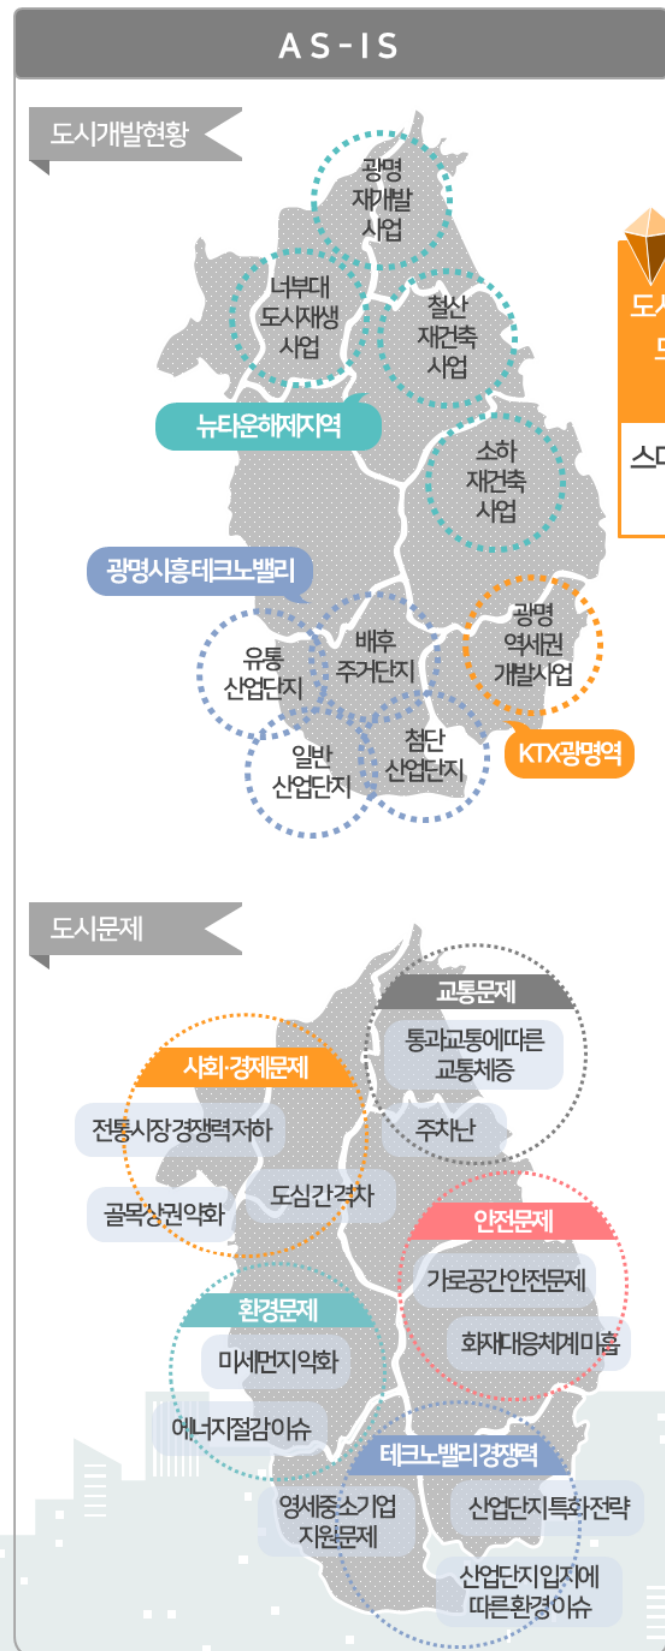 AS-IS
도시개발현황
광명
재개발
사업
너부대
도시재생
사업
철산
재건축
사업
뉴타운해제지역
소하
재건축
사업
광명시흥테크노밸리
유통
산업단지
배후
주거단지
광명
역세권
개발사업
일반
산업단지
첨단
산업단지
KTX광명역
도시문제
교통문제
통과교통에 따른
교통체증
주차난
사회·경제문제
전통시장 경쟁력 저하
골목상권 악화
도심간 격차
안전문제
가로공간 안전문제
화재대응체계 미흡
환경문제
미세먼지 악화
에너지절감 이슈
테크노밸리 경쟁력
영세중소기업
지원문제
산업단지 특화 전략
산업단지 입지에
따른 환경 이슈